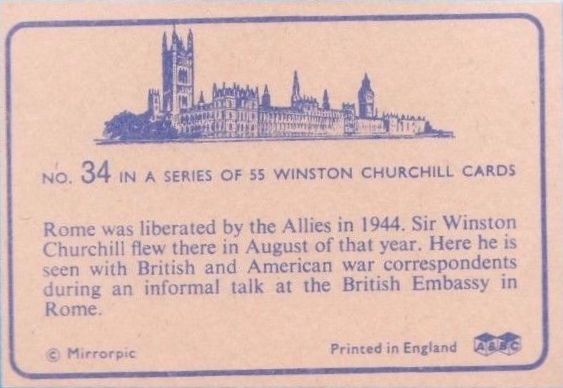 NO. 34 IN A SERIES OF 55 WINSTON CHURCHILL CARDS
Rome was liberated by the Allies in 1944. Sir Winston
Churchill flew there in August of that year. Here he is
seen with British and American war correspondents
during an informal talk at the British Embassy in
Rome.
© Mirrorpic
Printed in England
A&BC